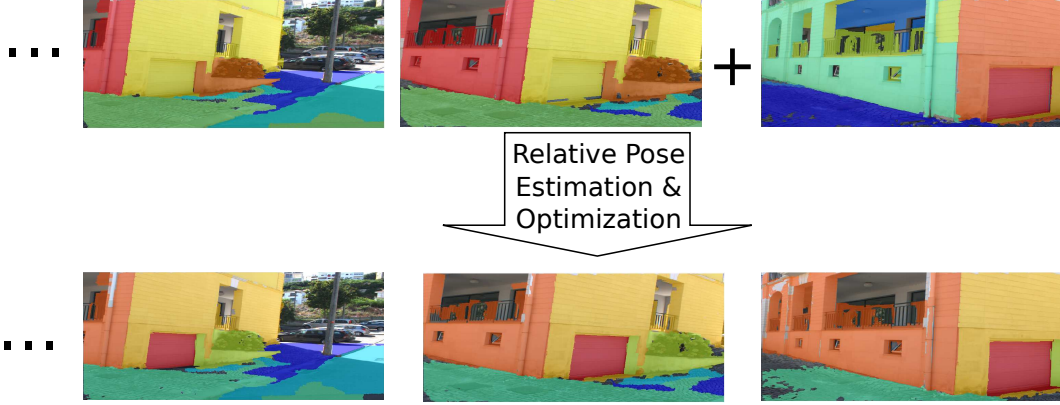 ...
+
Relative Pose
Estimation &
Optimization
...